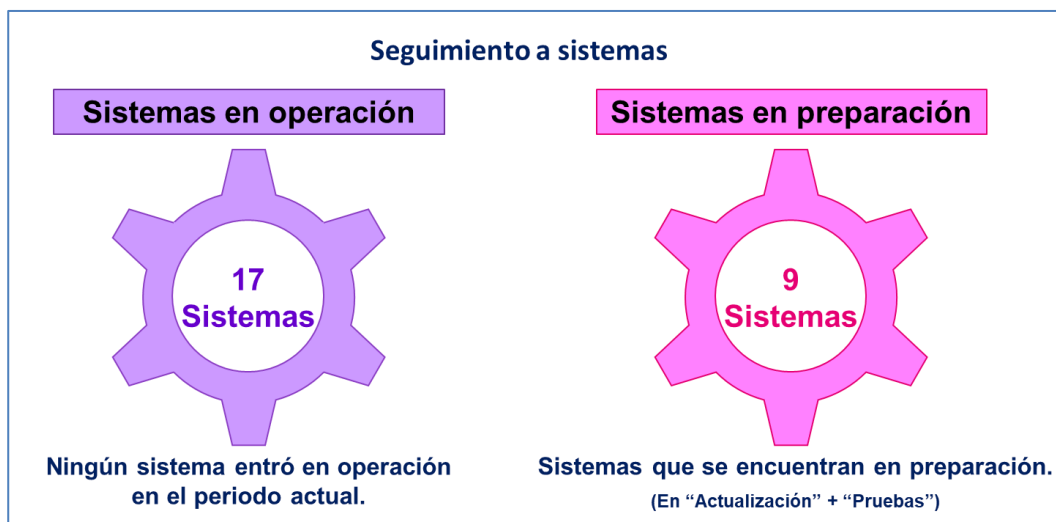 Seguimiento a sistemas
Sistemas en operación
17
Sistemas
Ningún sistema entró en operación
en el periodo actual.
Sistemas en preparación
9
Sistemas
Sistemas que se encuentran en preparación.
(En “Actualización” + “Pruebas”)